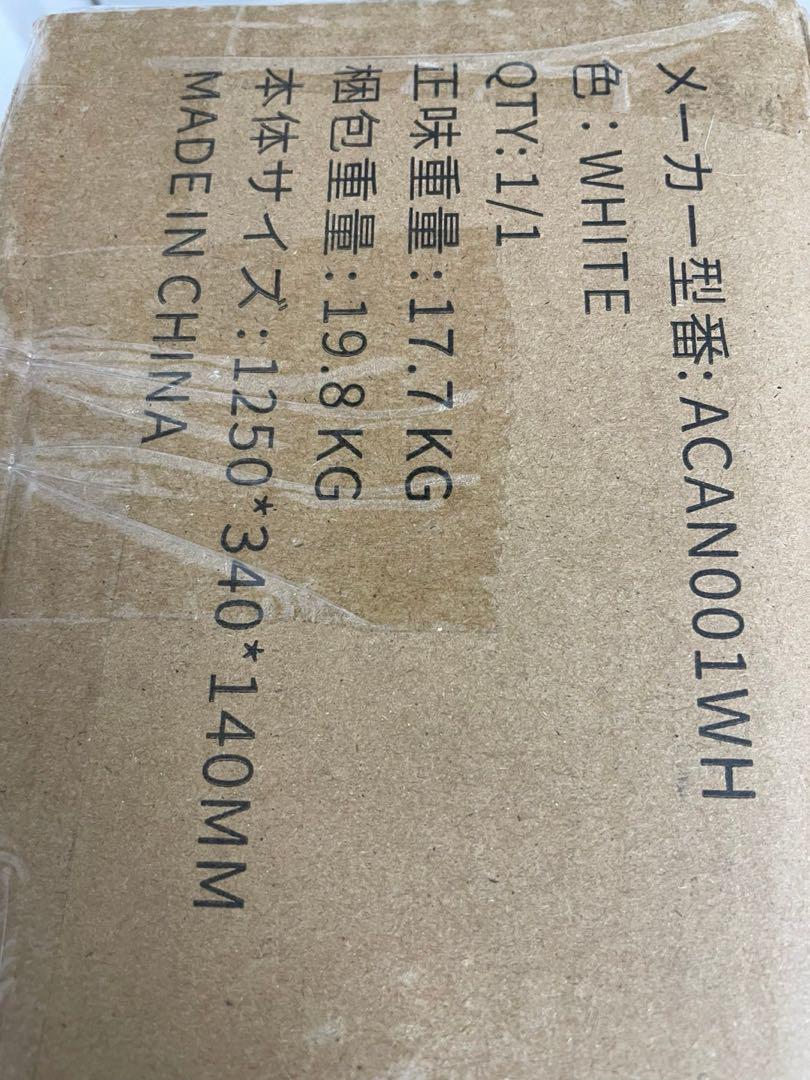 メーカー型番:ACAN001WH
色:WHITE
QTY:1/1
正味重量:17.7KG
梱包重量:19.8KG
本体サイズ:1250*340*140MM
MADE IN CHINA